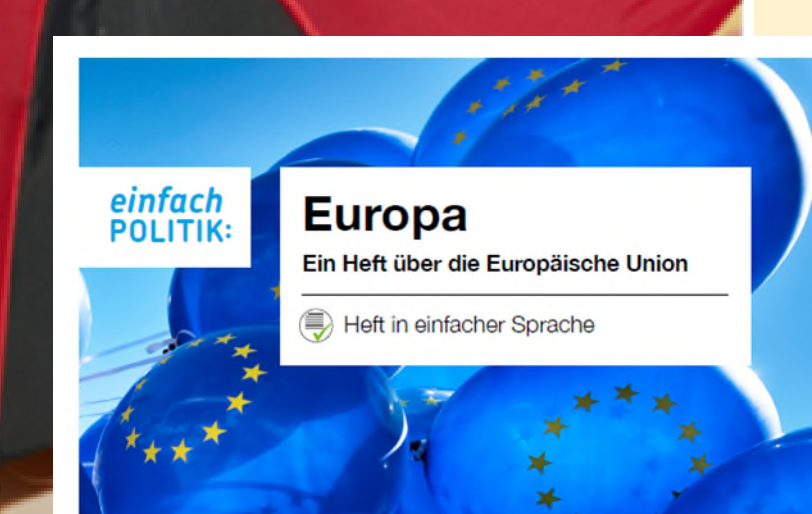 einfach
POLITIK:
Europa
Ein Heft über die Europäische Union
Heft in einfacher Sprache